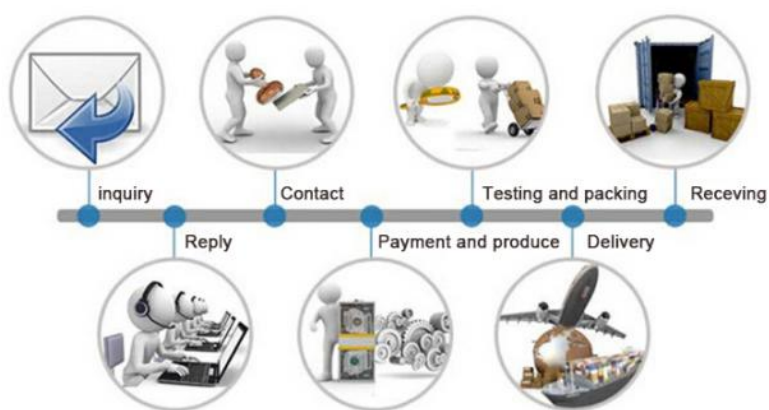 inquiry
Contact
Testing and packing
Receving
Reply
Payment and produce
Delivery